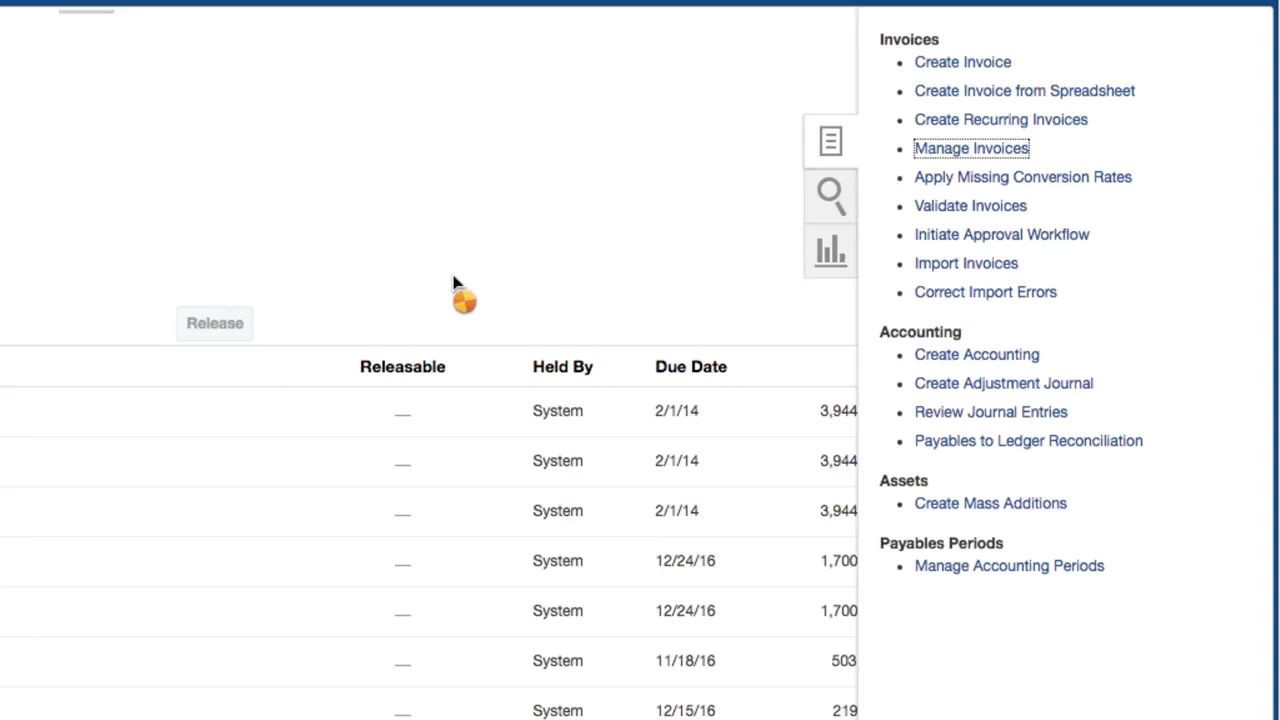 Invoices
Create Invoice
Create Invoice from Spreadsheet
Create Recurring Invoices
Manage Invoices
Apply Missing Conversion Rates
Validate Invoices
Initiate Approval Workflow
Import Invoices
Correct Import Errors
Accounting
Create Accounting
Create Adjustment Journal
Review Journal Entries
Payables to Ledger Reconciliation
Assets
Create Mass Additions
Payables Periods
Manage Accounting Periods
Release
Releasable Held By Due Date
— System 2/1/14 3,944
— System 2/1/14 3,944
— System 2/1/14 3,944
— System 12/24/16 1,700
— System 12/24/16 1,700
— System 11/18/16 503
— System 12/15/16 219